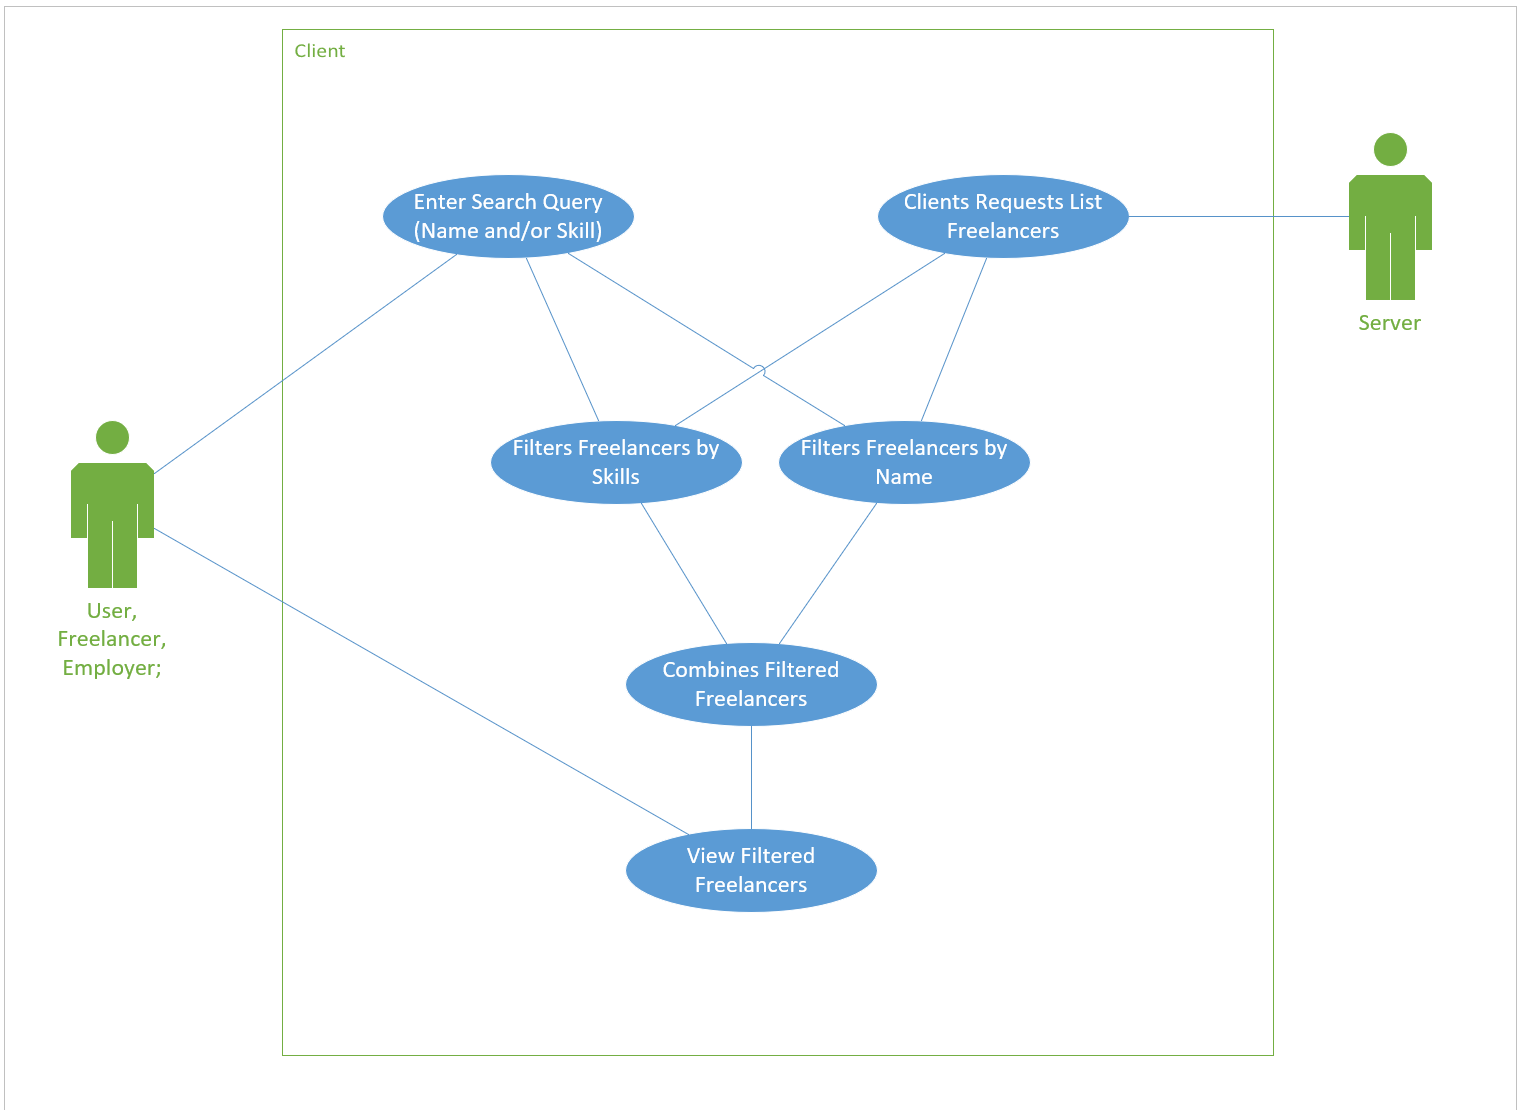 Client
Enter Search Query
(Name and/or Skill)
Clients Requests List
Freelancers
Server
Filters Freelancers by
Skills
Filters Freelancers by
Name
User,
Freelancer,
Employer;
Combines Filtered
Freelancers
View Filtered
Freelancers